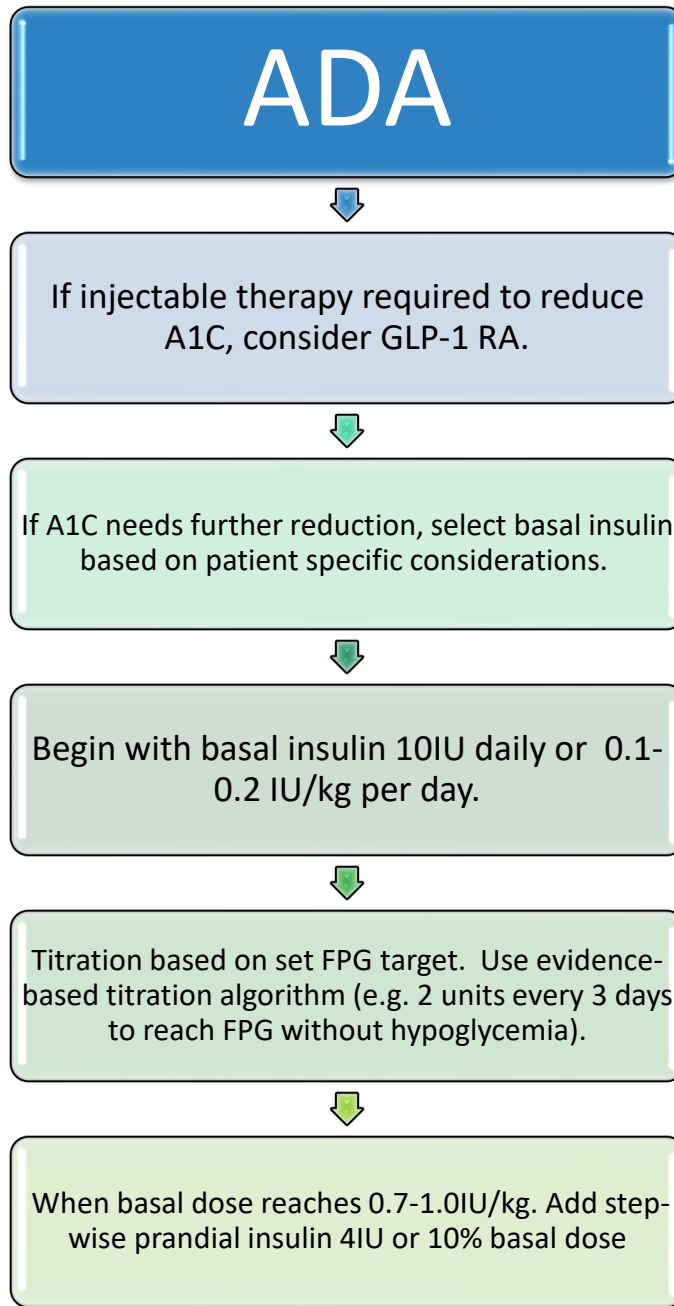 ADA
If injectable therapy required to reduce
A1C, consider GLP-1 RA.
If A1C needs further reduction, select basal insulin
based on patient specific considerations.
Begin with basal insulin 10IU daily or  0.1-
0.2 IU/kg per day.
Titration based on set FPG target.  Use evidence-
based titration algorithm (e.g. 2 units every 3 days
to reach FPG without hypoglycemia).
When basal dose reaches 0.7-1.0IU/kg. Add step-
wise prandial insulin 4IU or 10% basal dose